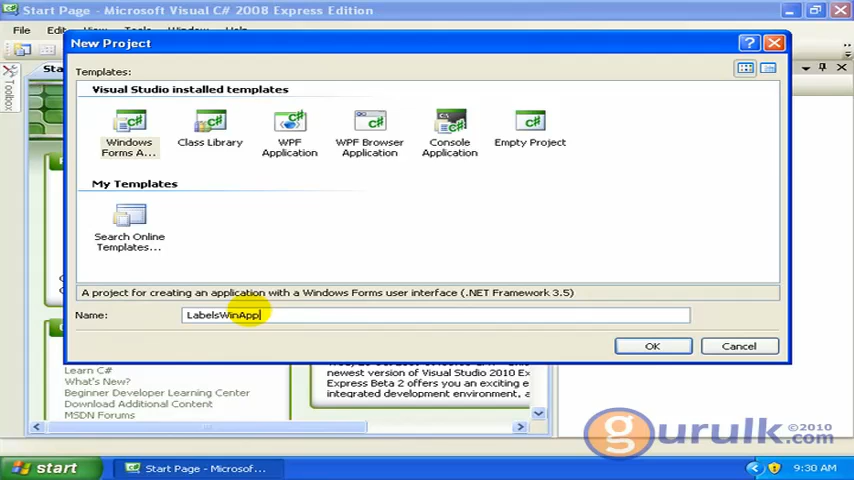 Start Page - Microsoft Visual C# 2008 Express Edition
File Edit
New Project
Templates:
Visual Studio installed templates
Windows Forms A...
Class Library
WPF Application
WPF Browser Application
Console Application
Empty Project
My Templates
Search Online Templates...
A project for creating an application with a Windows Forms user interface (.NET Framework 3.5)
Name: LabelsWinApp
OK Cancel
Toolbox
Learn C#
What's New?
Beginner Developer Learning Center
Download Additional Content
MSDN Forums
newest version of Visual Studio 2010 Ex
Express Beta 2 offers you an exciting e
integrated development environment, a
gurulk.com
©2010
start
Start Page - Microsof...
9:30 AM